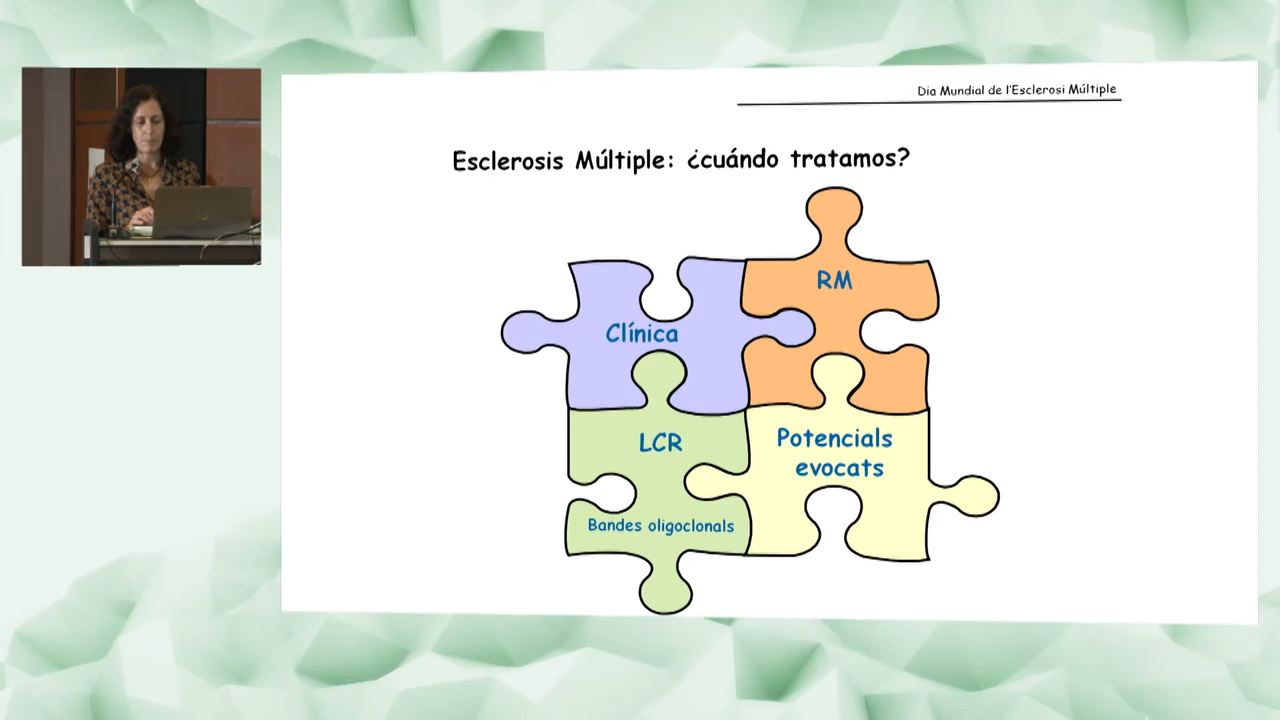 Dia Mundial de l'Esclerosi Múltiple
Esclerosis Múltiple: ¿cuándo tratamos?
RM
Clínica
LCR
Potencials
evocats
Bandes oligoclonals